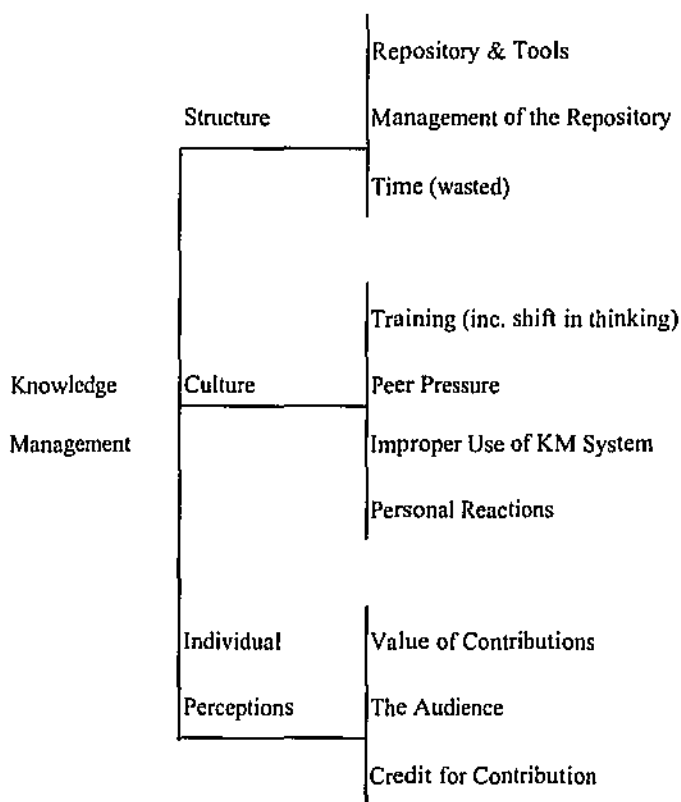 Repository & Tools
Structure
Management of the Repository
Time (wasted)
Training (inc. shift in thinking)
Knowledge
Culture
Peer Pressure
Management
Improper Use of KM System
Personal Reactions
Individual
Value of Contributions
Perceptions
The Audience
Credit for Contribution